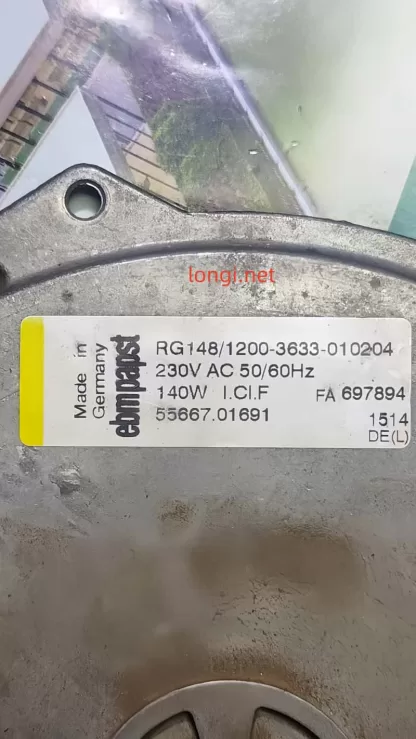 longi.net
Made in
Germany
ebmpapst
RG148/1200-3633-010204
230V AC 50/60Hz
140W I.Cl.F FA 697894
55667.01691
1514
DE(L)